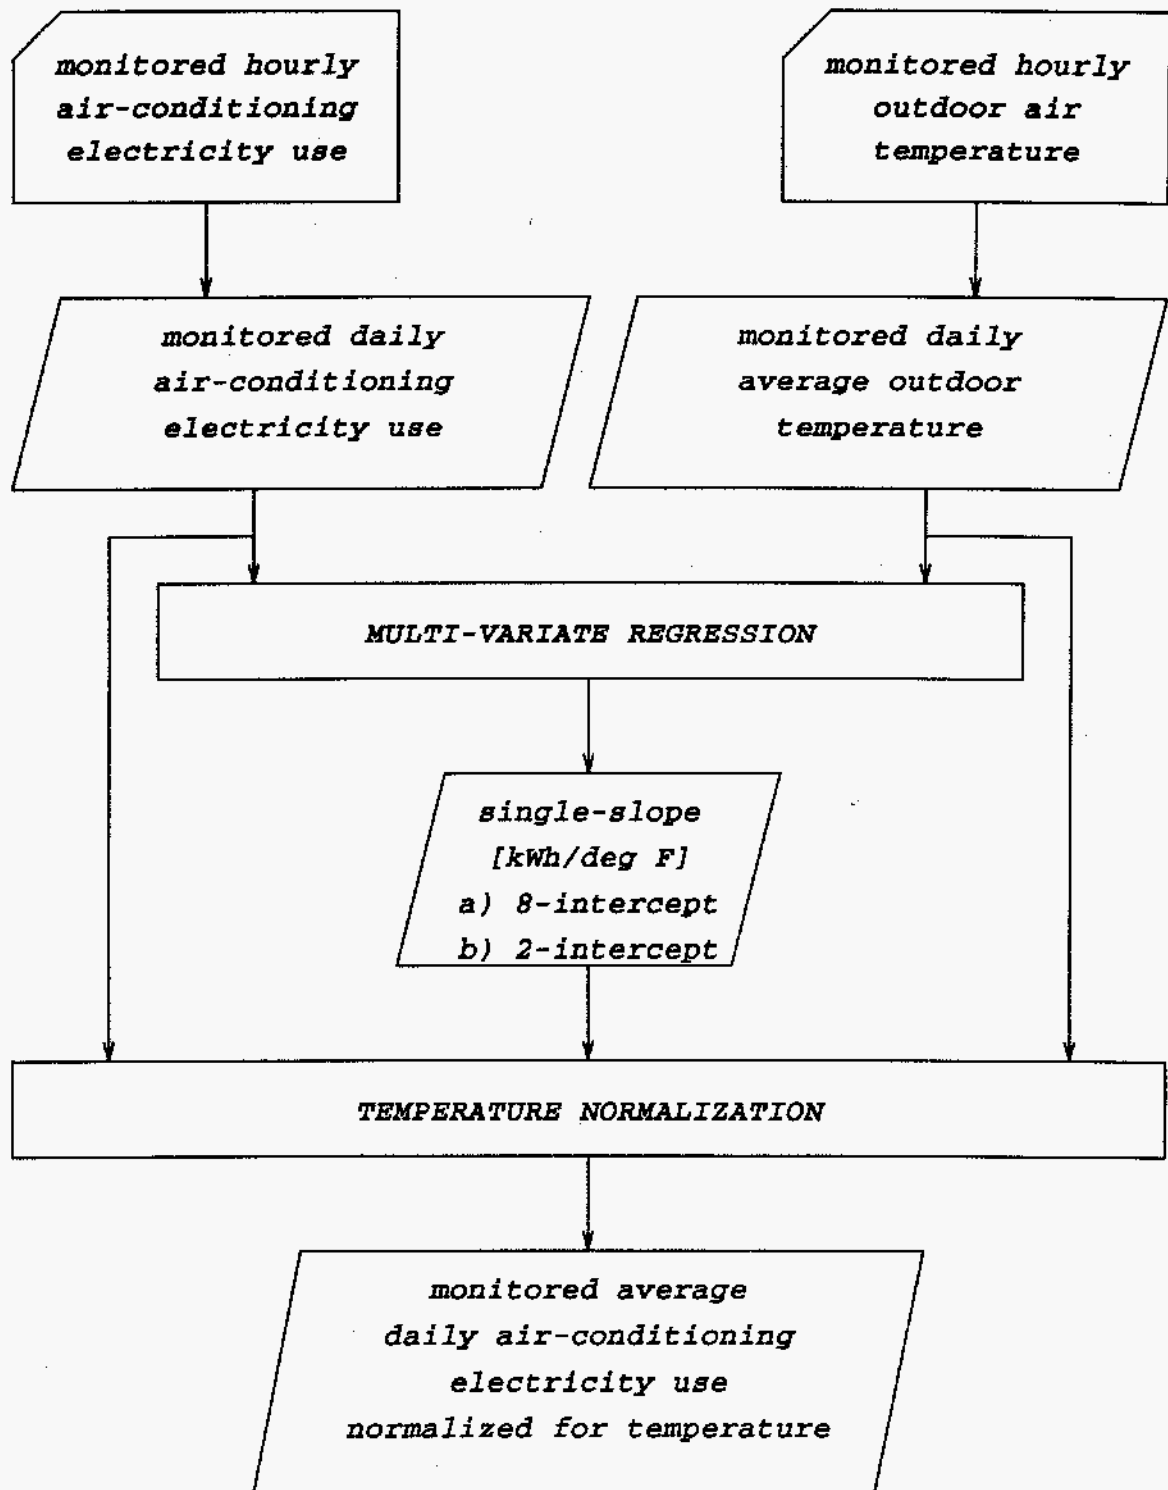 monitored hourly
air-conditioning
electricity use
monitored hourly
outdoor air
temperature
monitored daily
air-conditioning
electricity use
monitored daily
average outdoor
temperature
MULTI-VARIATE REGRESSION
single-slope
[kWh/deg F]
a) 8-intercept
b) 2-intercept
TEMPERATURE NORMALIZATION
monitored average
daily air-conditioning
electricity use
normalized for temperature